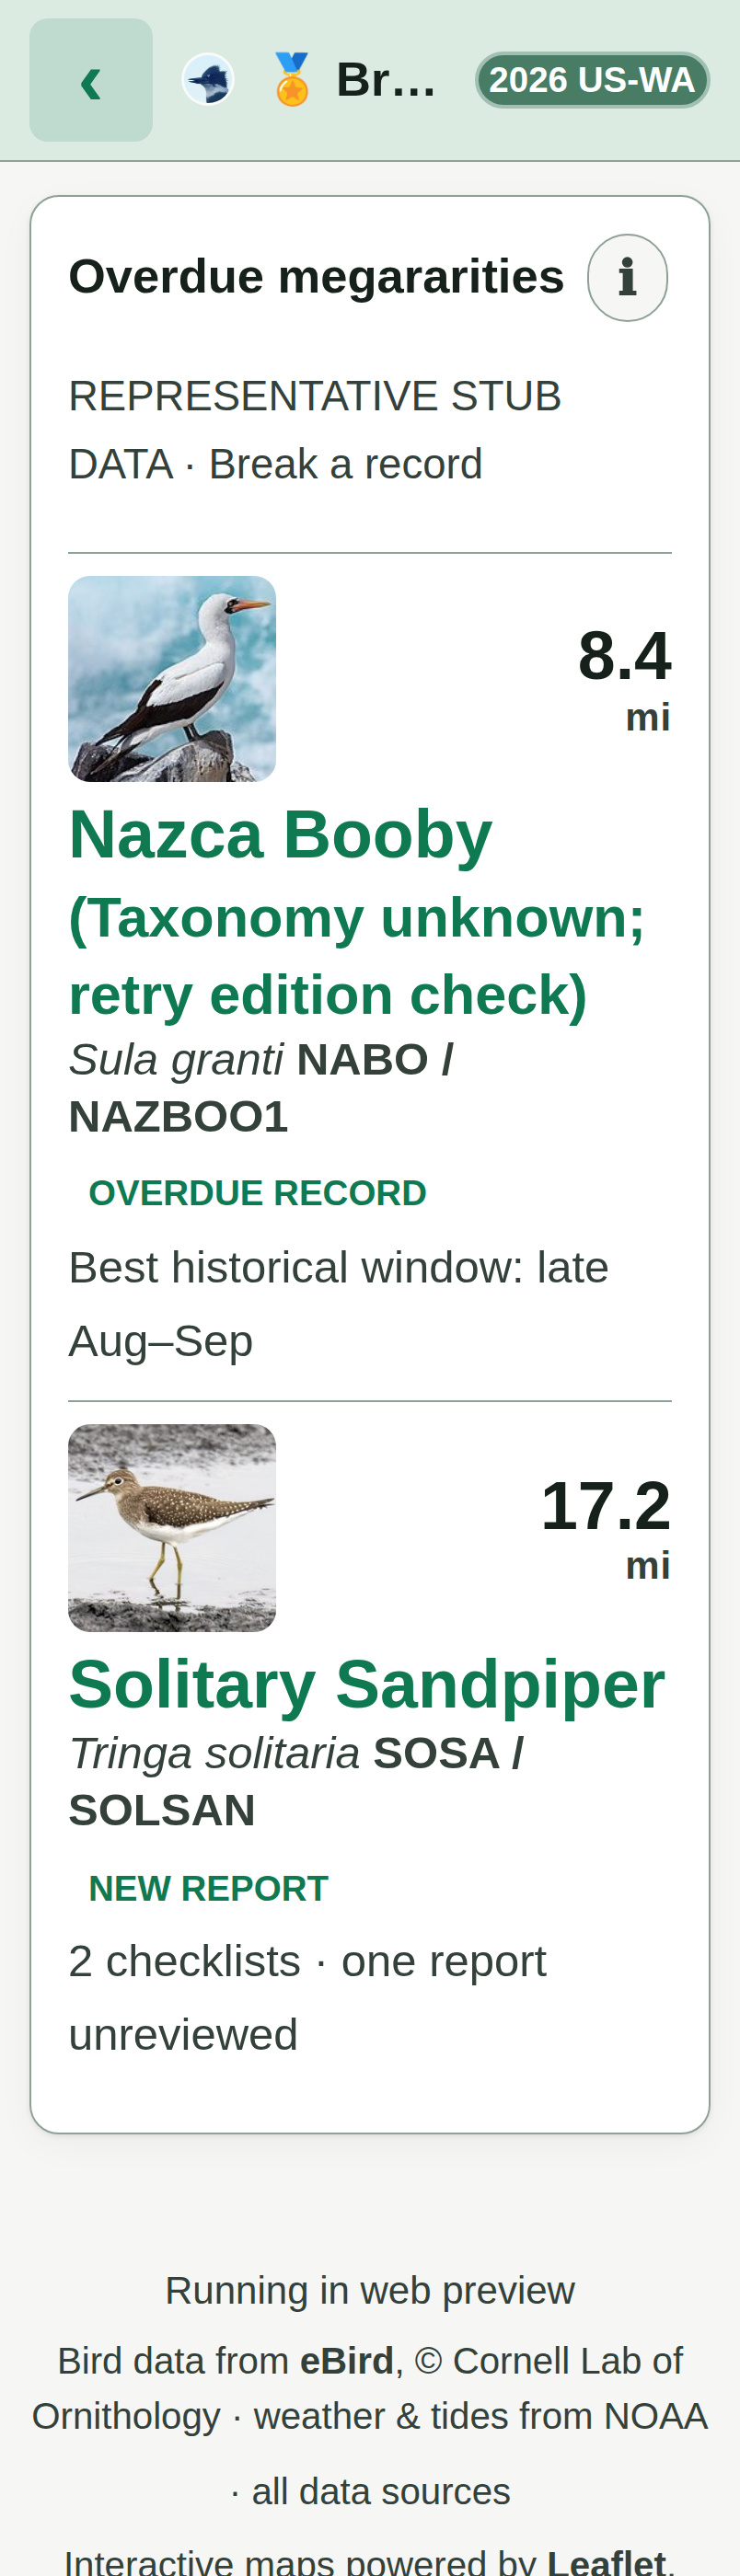 ‹ 🏅 Br... 2026 US-WA
Overdue megararities ℹ
REPRESENTATIVE STUB
DATA · Break a record
8.4
mi
Nazca Booby
(Taxonomy unknown;
retry edition check)
Sula granti NABO /
NAZBOO1
OVERDUE RECORD
Best historical window: late
Aug–Sep
17.2
mi
Solitary Sandpiper
Tringa solitaria SOSA /
SOLSAN
NEW REPORT
2 checklists · one report
unreviewed
Running in web preview
Bird data from eBird, © Cornell Lab of
Ornithology · weather & tides from NOAA
· all data sources
Interactive maps powered by Leaflet.